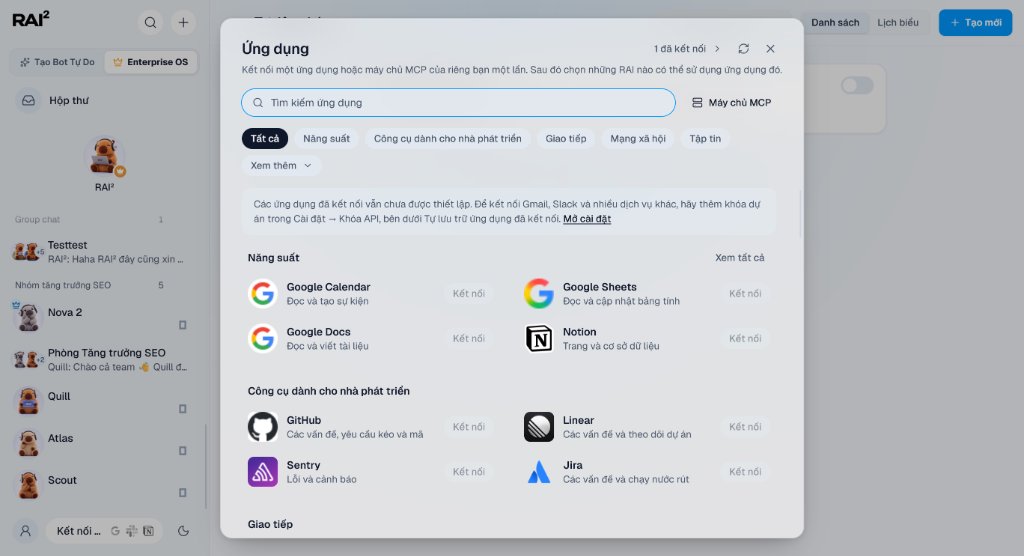 RAI²
Tạo Bot Tự Do
Enterprise OS
Hộp thư
RAI²
Group chat 1
Testtest
+5
RAI²: Haha RAI² đây cũng xin ...
Nhóm tăng trưởng SEO 5
Nova 2
Phòng Tăng trưởng SEO
+2
Quill: Chào cả team 👋 Quill đ...
Quill
Atlas
Scout
Kết nối ...
Danh sách
Lịch biểu
+ Tạo mới
Ứng dụng
1 đã kết nối
Kết nối một ứng dụng hoặc máy chủ MCP của riêng bạn một lần. Sau đó chọn những RAI nào có thể sử dụng ứng dụng đó.
Tìm kiếm ứng dụng
Máy chủ MCP
Tất cả
Năng suất
Công cụ dành cho nhà phát triển
Giao tiếp
Mạng xã hội
Tập tin
Xem thêm
Các ứng dụng đã kết nối vẫn chưa được thiết lập. Để kết nối Gmail, Slack và nhiều dịch vụ khác, hãy thêm khóa dự
án trong Cài đặt → Khóa API, bên dưới Tự lưu trữ ứng dụng đã kết nối. Mở cài đặt
Năng suất
Xem tất cả
Google Calendar
Đọc và tạo sự kiện
Kết nối
Google Sheets
Đọc và cập nhật bảng tính
Kết nối
Google Docs
Đọc và viết tài liệu
Kết nối
Notion
Trang và cơ sở dữ liệu
Kết nối
Công cụ dành cho nhà phát triển
GitHub
Các vấn đề, yêu cầu kéo và mã
Kết nối
Linear
Các vấn đề và theo dõi dự án
Kết nối
Sentry
Lỗi và cảnh báo
Kết nối
Jira
Các vấn đề và chạy nước rút
Kết nối
Giao tiếp